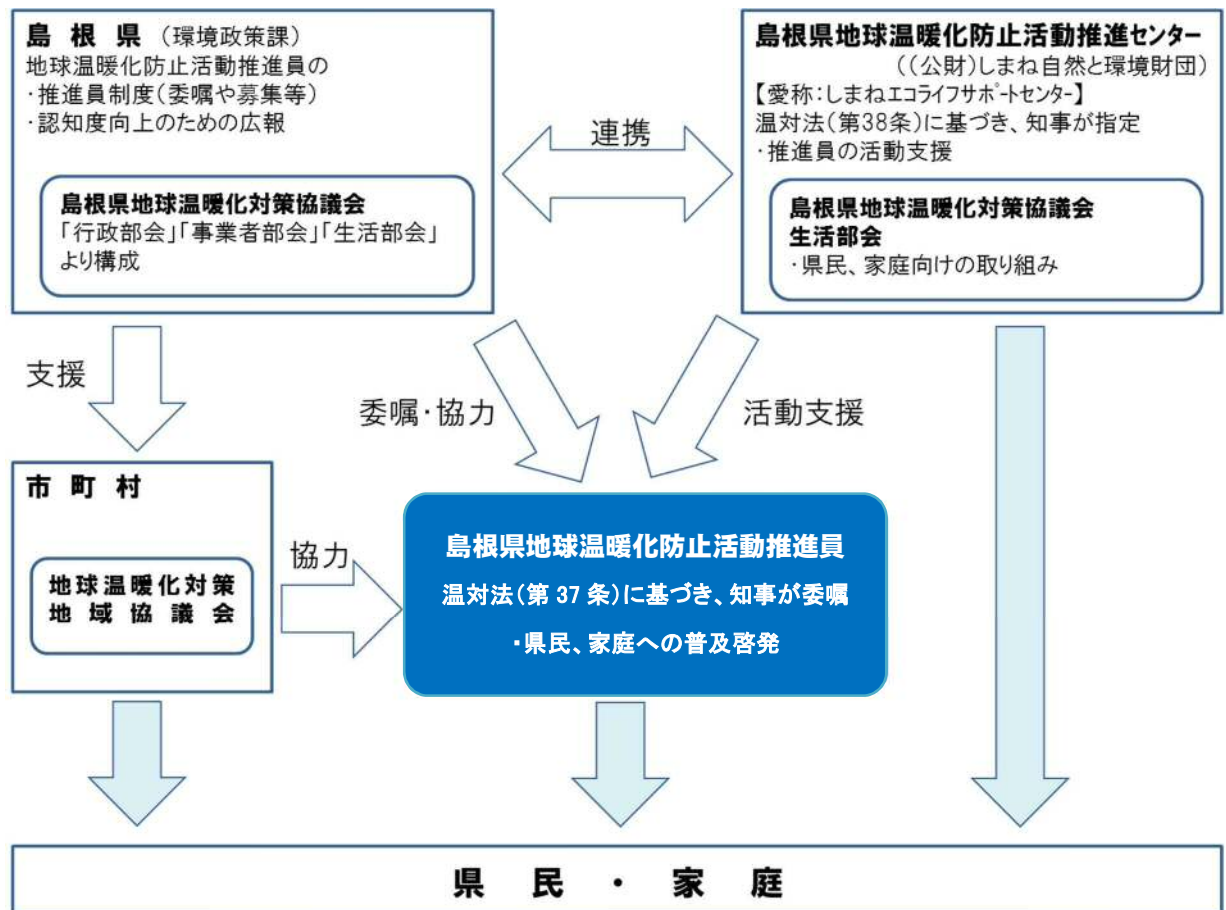 島 根 県 （環境政策課）
地球温暖化防止活動推進員の
・推進員制度（委嘱や募集等）
・認知度向上のための広報
島根県地球温暖化対策協議会
「行政部会」「事業者部会」「生活部会」
より構成
連携
島根県地球温暖化防止活動推進センター
（（公財）しまね自然と環境財団）
【愛称：しまねエコライフサポートセンター】
温対法（第38条）に基づき、知事が指定
・推進員の活動支援
島根県地球温暖化対策協議会
生活部会
・県民、家庭向けの取り組み
支援
委嘱・協力
活動支援
市 町 村
地球温暖化対策
地 域 協 議 会
協力
島根県地球温暖化防止活動推進員
温対法（第 37 条）に基づき、知事が委嘱
・県民、家庭への普及啓発
県 民 ・ 家 庭